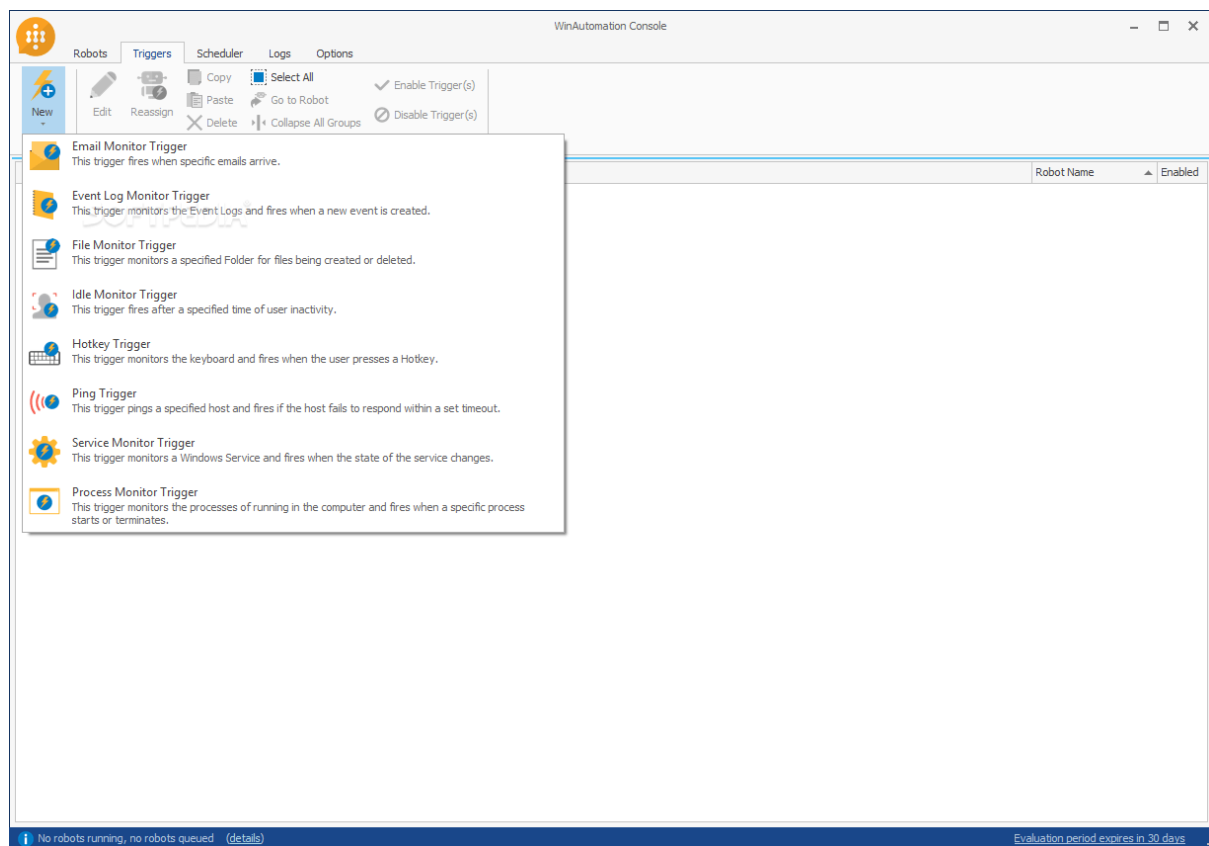 WinAutomation Console
Robots Triggers Scheduler Logs Options
New
Edit
Reassign
Copy
Paste
Delete
Select All
Go to Robot
Collapse All Groups
Enable Trigger(s)
Disable Trigger(s)
Robot Name Enabled
Email Monitor Trigger
This trigger fires when specific emails arrive.
Event Log Monitor Trigger
This trigger monitors the Event Logs and fires when a new event is created.
SOFTPEDIA
File Monitor Trigger
This trigger monitors a specified Folder for files being created or deleted.
Idle Monitor Trigger
This trigger fires after a specified time of user inactivity.
Hotkey Trigger
This trigger monitors the keyboard and fires when the user presses a Hotkey.
Ping Trigger
This trigger pings a specified host and fires if the host fails to respond within a set timeout.
Service Monitor Trigger
This trigger monitors a Windows Service and fires when the state of the service changes.
Process Monitor Trigger
This trigger monitors the processes of running in the computer and fires when a specific process
starts or terminates.
No robots running, no robots queued (details)
Evaluation period expires in 30 days